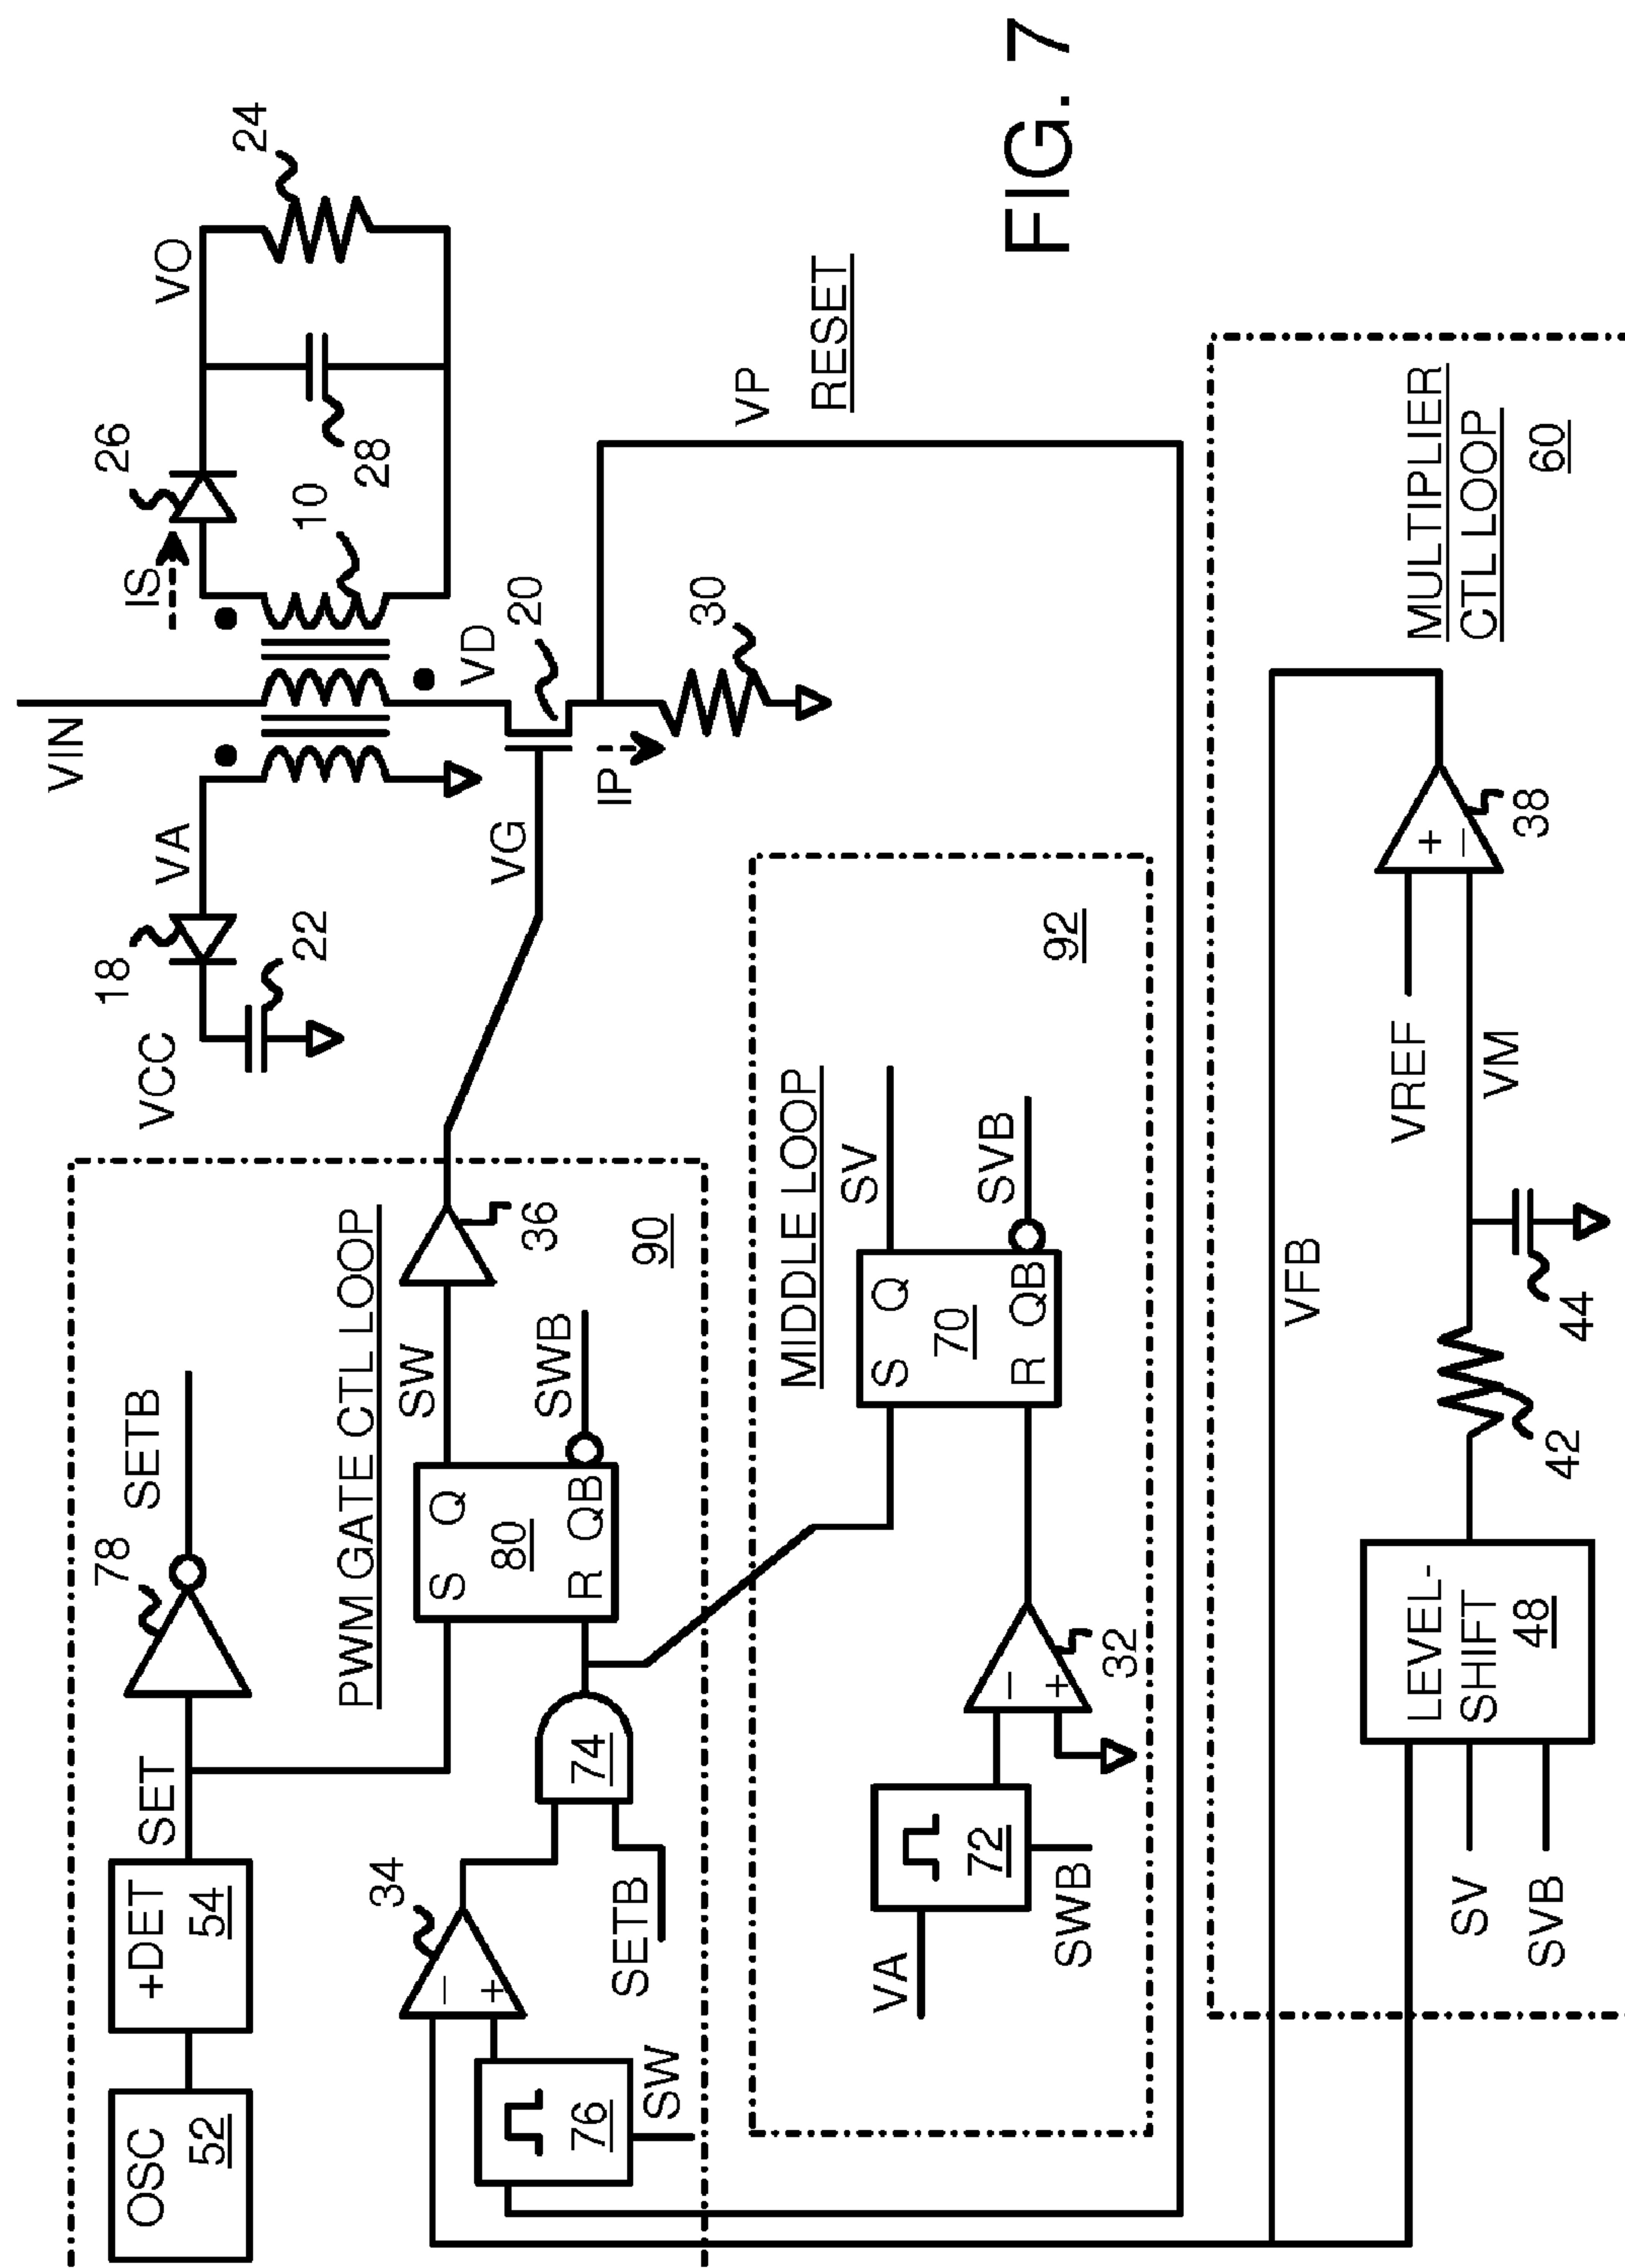 VIN
VCC
18
22
VA
VG
VD
20
IP
30
10
IS
26
28
VO
24
VP
RESET
FIG. 7
OSC
52
+DET
54
SET
78
SETB
PWM GATE CTL LOOP
76
SW
34
−
+
SETB
74
S Q
80
R QB
SW
SWB
36
90
VA
72
SWB
−
+
32
MIDDLE LOOP
S Q
70
R QB
SV
SVB
92
VFB
SV
SVB
LEVEL-
SHIFT
48
42
44
VM
VREF
+
−
38
MULTIPLIER
CTL LOOP
60